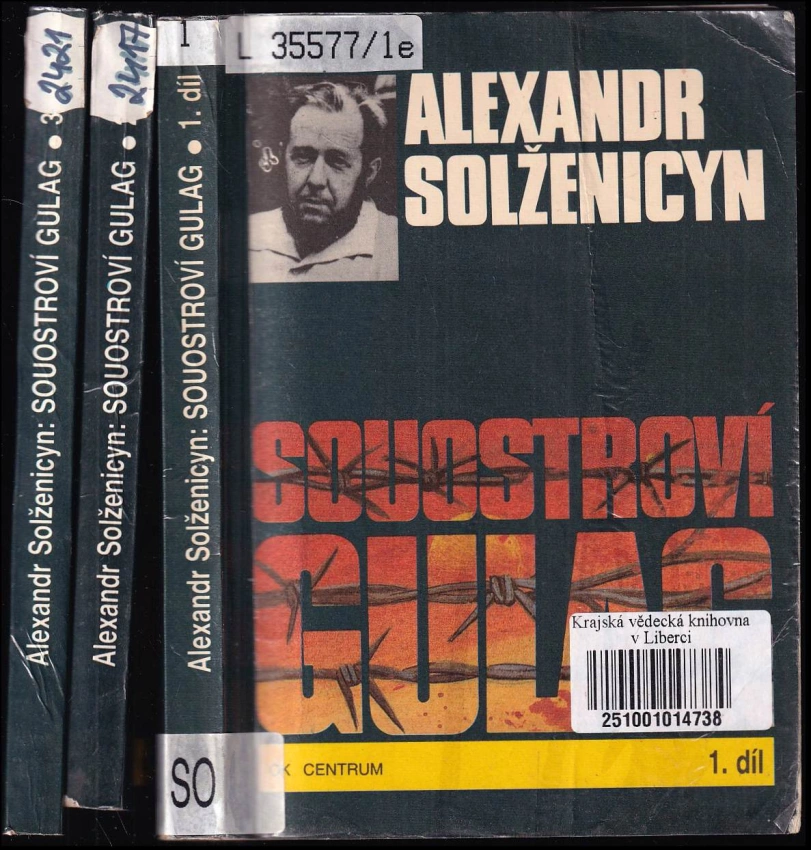 Alexandr Solženicyn: SOUOSTROVÍ GULAG • 3
2421
Alexandr Solženicyn: SOUOSTROVÍ GULAG •
24117
Alexandr Solženicyn: SOUOSTROVÍ GULAG • 1. díl
1
SO
L 35577/1e
ALEXANDR
SOLŽENICYN
SOUOSTROVÍ
GULAG
Krajská vědecká knihovna
v Liberci
251001014738
CENTRUM
1. díl